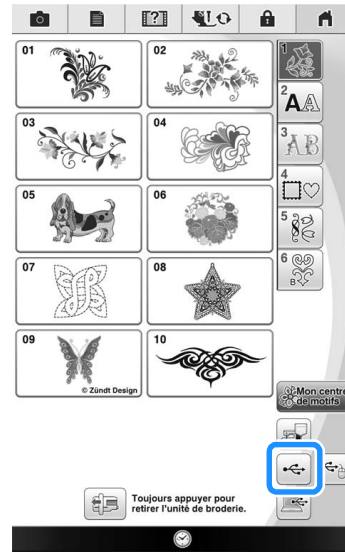 01
02
1
2
AA
03
04
3
AB
4
05
06
5
07
08
6
B
09
© Zündt Design
10
Mon centre
de motifs
Toujours appuyer pour
retirer l'unité de broderie.